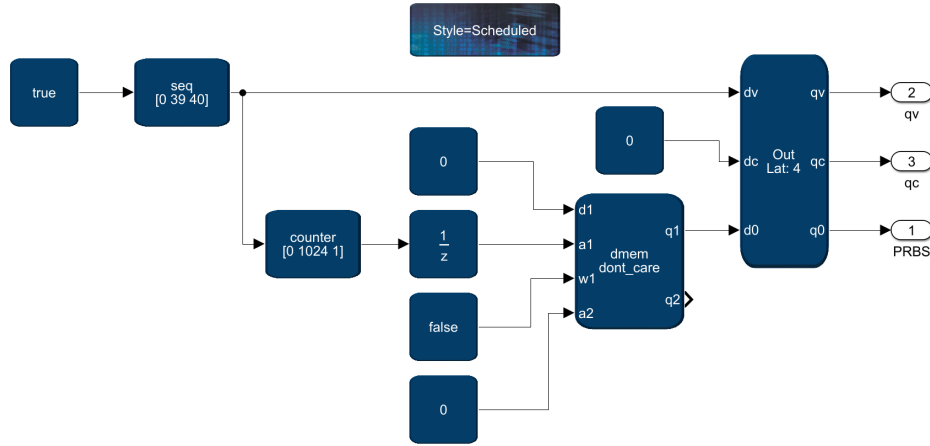 Style=Scheduled
true
seq
[0 39 40]
dv
qv
2
qv
0
0
dc
Out
Lat: 4
qc
3
qc
counter
[0 1024 1]
1
z
d1
a1
w1
a2
dmem
dont_care
q1
q2
d0
q0
1
PRBS
false
0